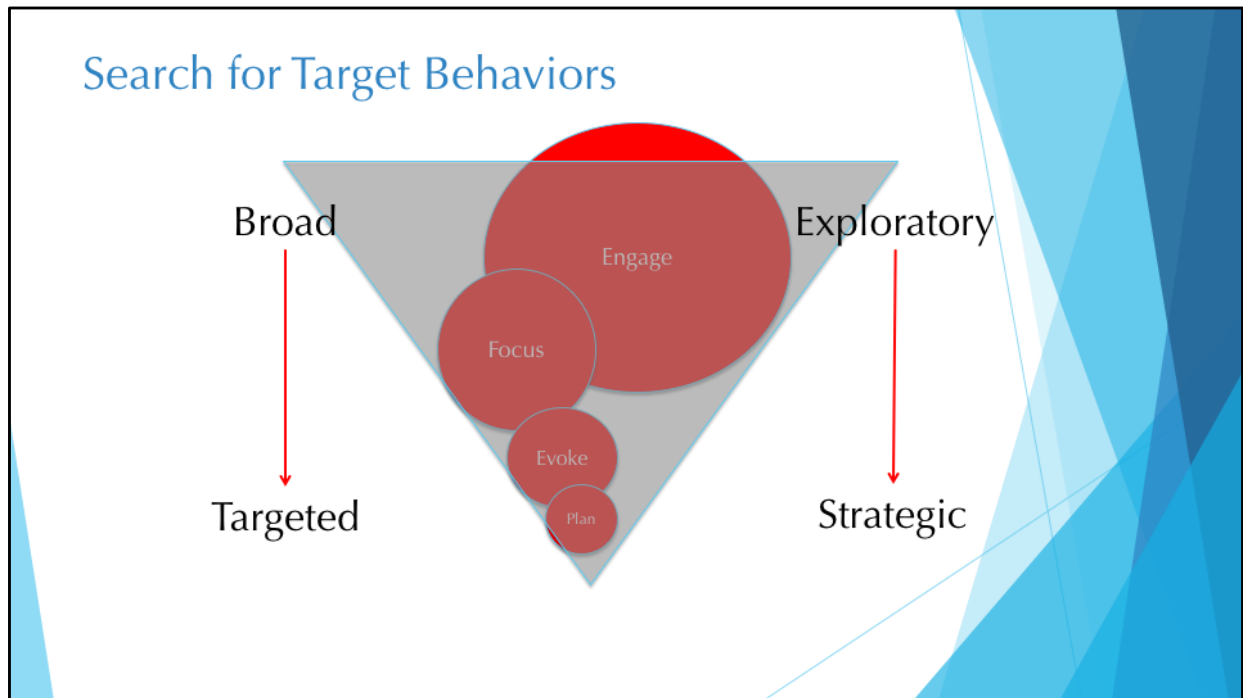 Search for Target Behaviors
Broad
Exploratory
Engage
Focus
Evoke
Plan
Targeted
Strategic